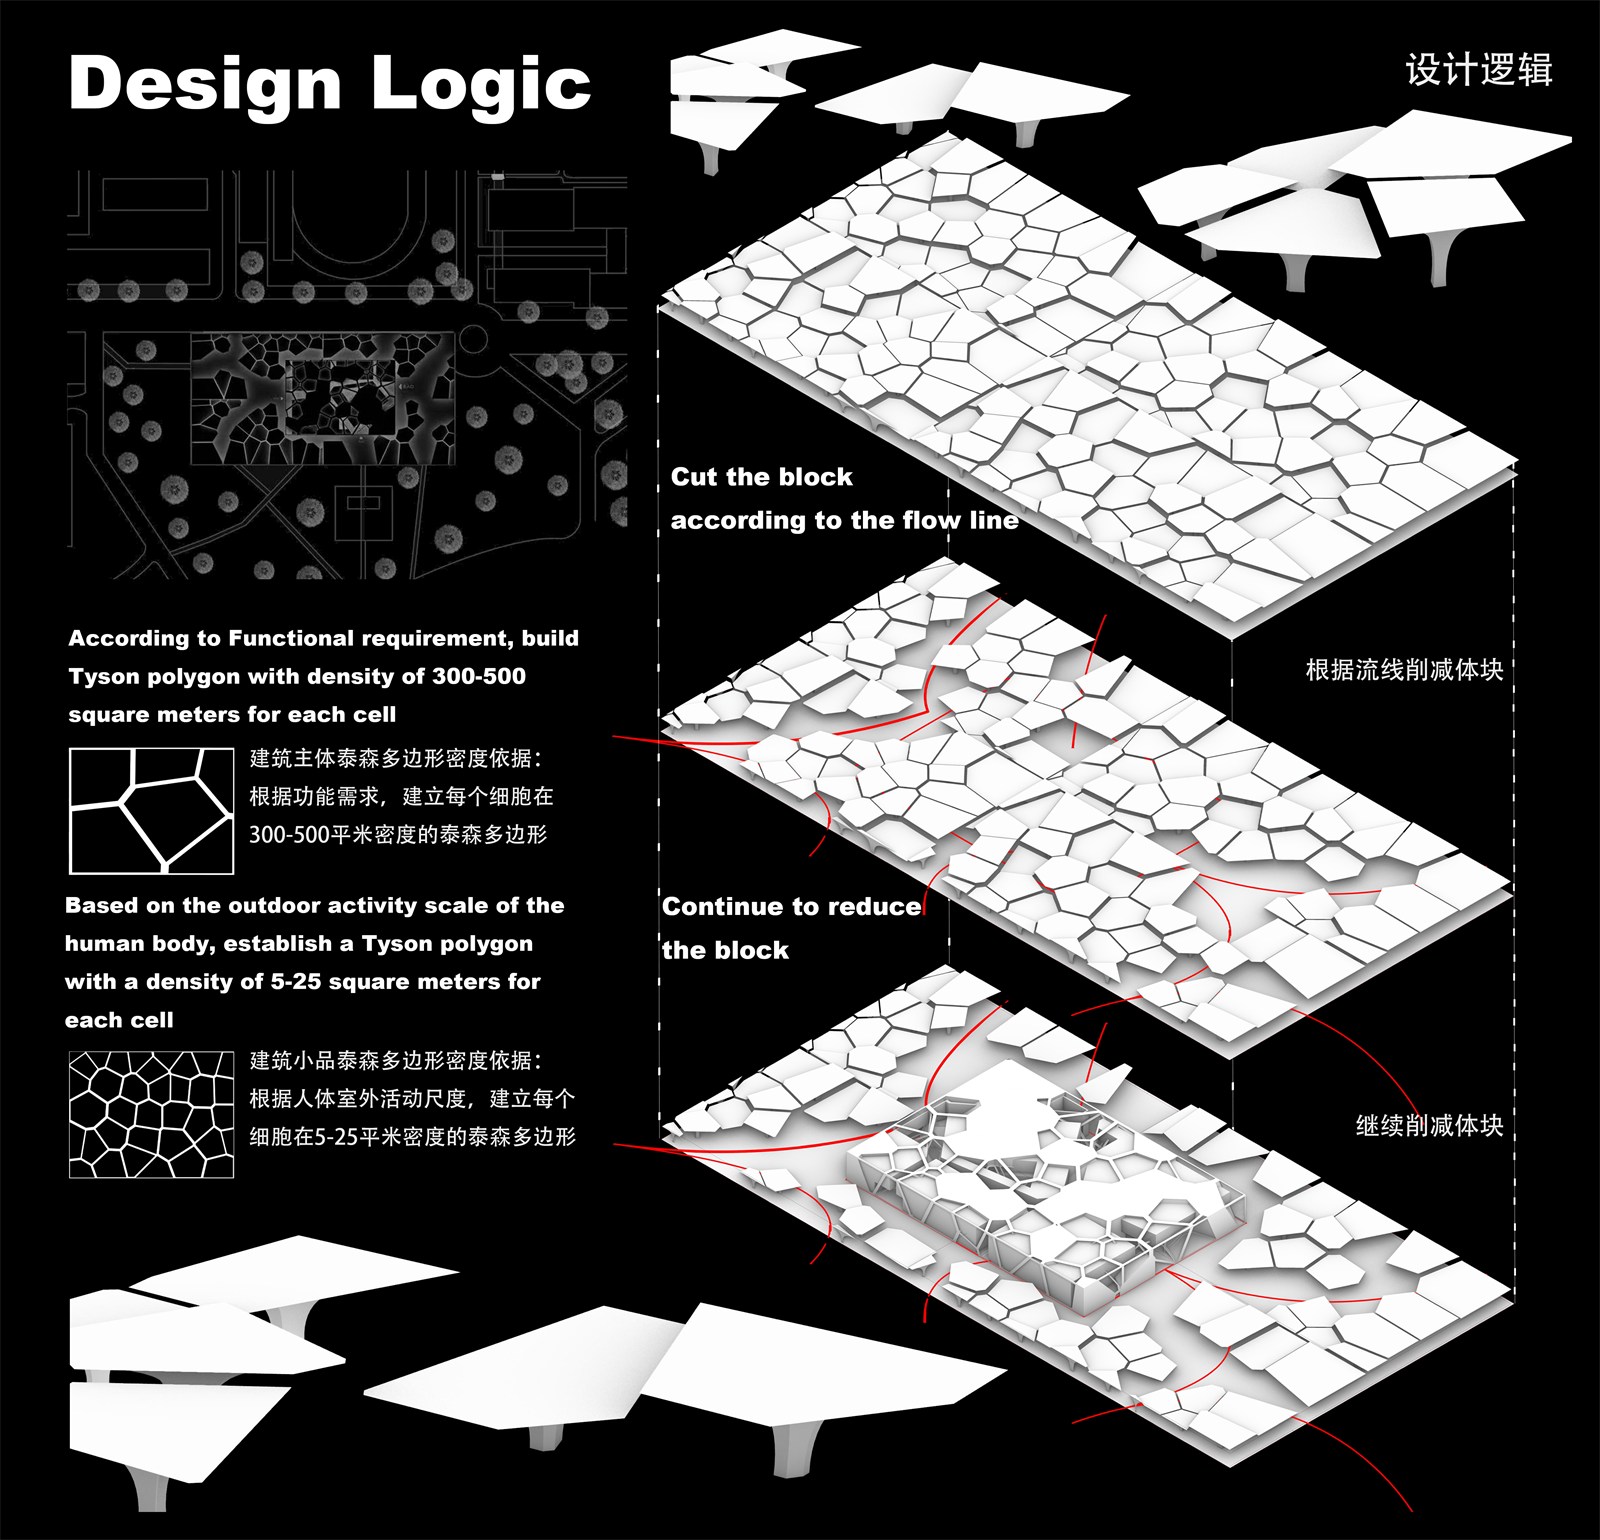 Design Logic
设计逻辑
Cut the block
according to the flow line
根据流线削减体块
According to Functional requirement, build
Tyson polygon with density of 300-500
square meters for each cell
建筑主体泰森多边形密度依据：
根据功能需求，建立每个细胞在
300-500平米密度的泰森多边形
Continue to reduce
the block
继续削减体块
Based on the outdoor activity scale of the
human body, establish a Tyson polygon
with a density of 5-25 square meters for
each cell
建筑小品泰森多边形密度依据：
根据人体室外活动尺度，建立每个
细胞在5-25平米密度的泰森多边形